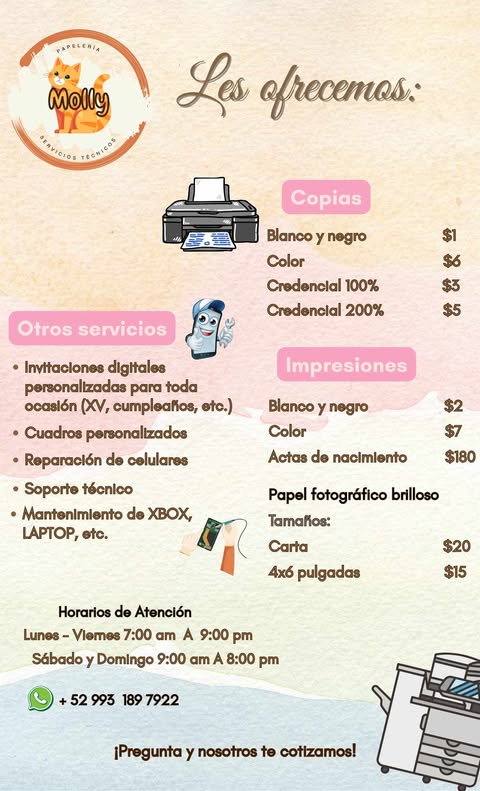 PAPELERÍA
Molly
SERVICIOS TÉCNICOS
Les ofrecemos:
Copias
Blanco y negro $1
Color $6
Credencial 100% $3
Credencial 200% $5
Otros servicios
• Invitaciones digitales
personalizadas para toda
ocasión (XV, cumpleaños, etc.)
• Cuadros personalizados
• Reparación de celulares
• Soporte técnico
• Mantenimiento de XBOX,
LAPTOP, etc.
Impresiones
Blanco y negro $2
Color $7
Actas de nacimiento $180
Papel fotográfico brilloso
Tamaños:
Carta $20
4x6 pulgadas $15
Horarios de Atención
Lunes - Viernes 7:00 am A 9:00 pm
Sábado y Domingo 9:00 am A 8:00 pm
+ 52 993 189 7922
¡Pregunta y nosotros te cotizamos!